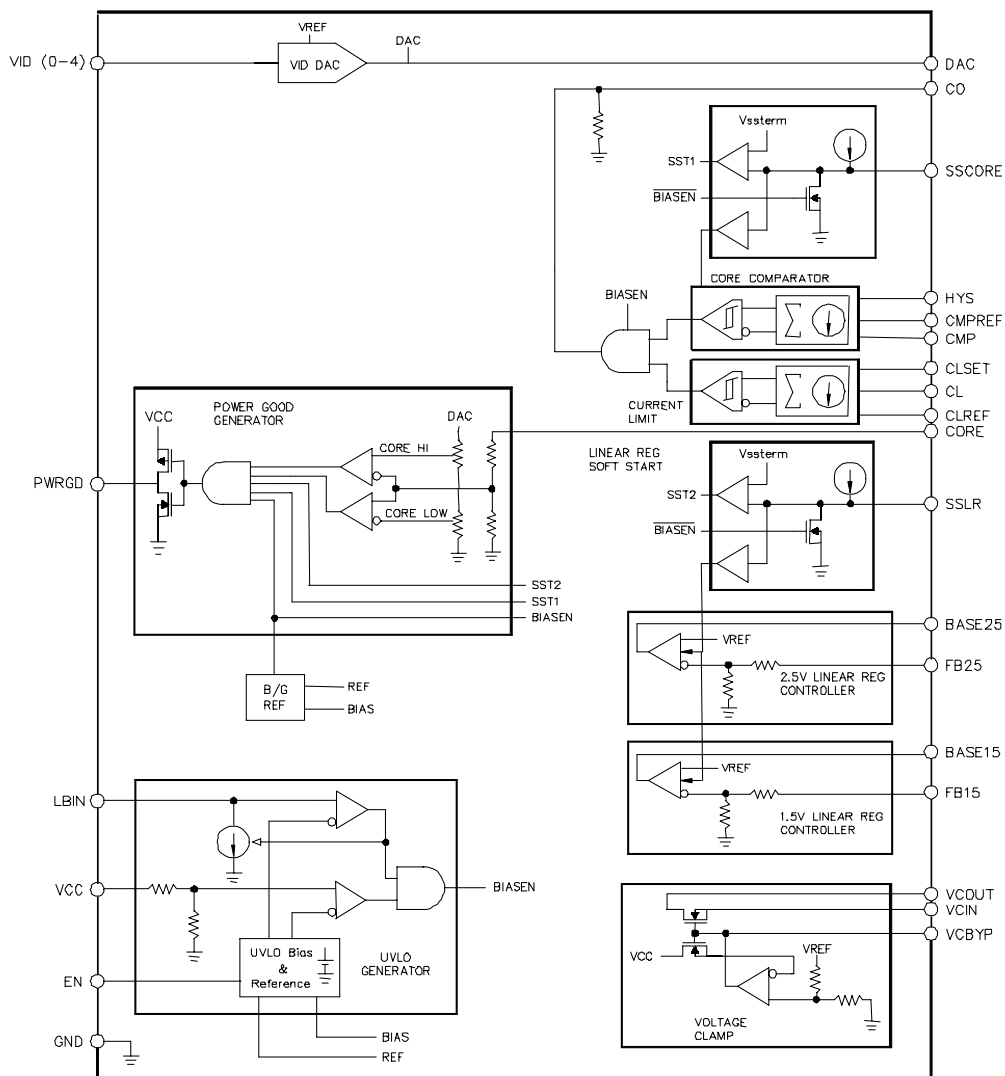 VREF
DAC
VID (0-4)
VID DAC
DAC
CO
Vssterm
SST1
SSCORE
BIASEN
CORE COMPARATOR
BIASEN
HYS
CMPREF
CMP
CLSET
CL
CURRENT
LIMIT
CLREF
CORE
POWER GOOD
GENERATOR
VCC
DAC
CORE HI
LINEAR REG
SOFT START
Vssterm
PWRGD
SST2
SSLR
CORE LOW
BIASEN
SST2
SST1
BIASEN
BASE25
VREF
FB25
2.5V LINEAR REG
CONTROLLER
B/G
REF
REF
BIAS
BASE15
VREF
LBIN
FB15
1.5V LINEAR REG
CONTROLLER
VCC
BIASEN
VCOUT
VCIN
VCBYP
UVLO Bias
&
Reference
UVLO
GENERATOR
VCC
VREF
EN
VOLTAGE
CLAMP
BIAS
GND
REF